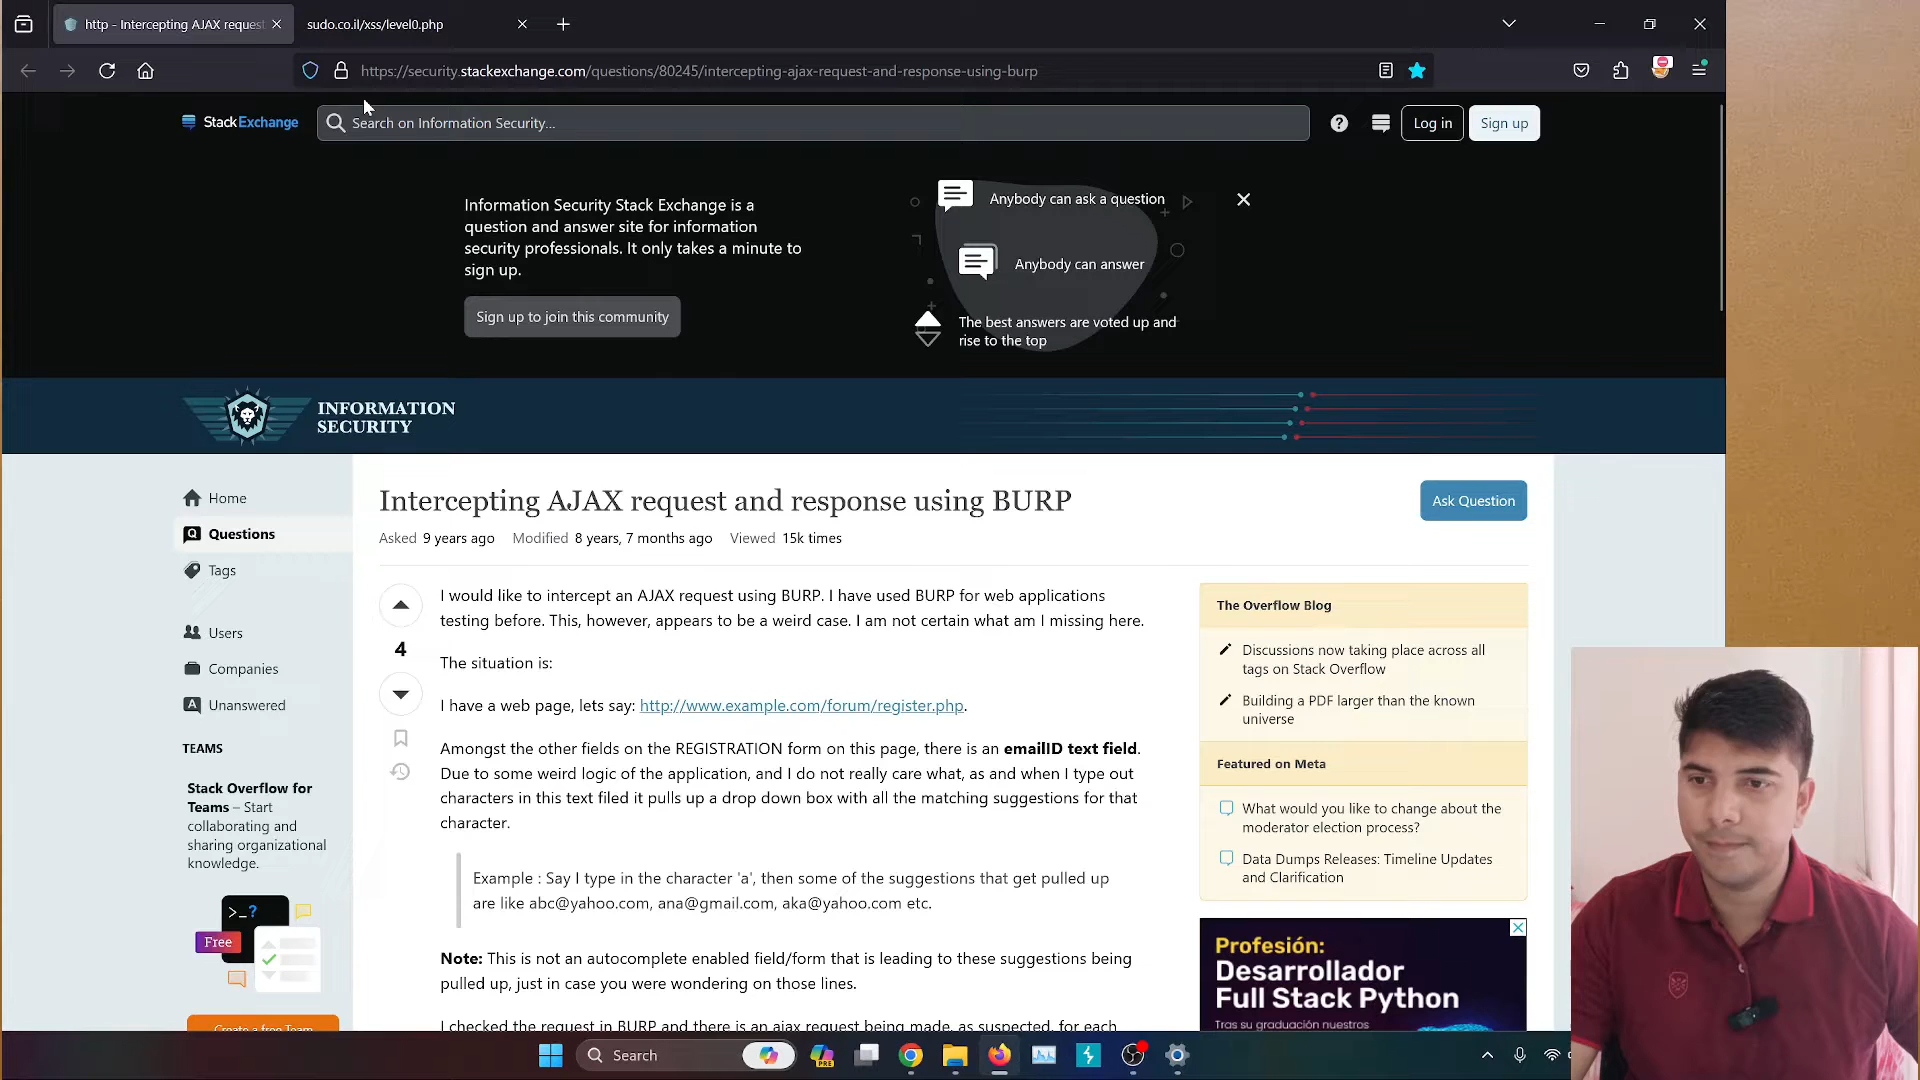 http - Intercepting AJAX reques
sudo.co.il/xss/level0.php
https://security.stackexchange.com/questions/80245/intercepting-ajax-request-and-response-using-burp
StackExchange
Search on Information Security...
Log in
Sign up
Information Security Stack Exchange is a
question and answer site for information
security professionals. It only takes a minute to
sign up.
Sign up to join this community
Anybody can ask a question
Anybody can answer
The best answers are voted up and
rise to the top
INFORMATION
SECURITY
Home
Questions
Tags
Users
Companies
Unanswered
TEAMS
Stack Overflow for
Teams – Start
collaborating and
sharing organizational
knowledge.
>_?
Free
Create a free Team
Intercepting AJAX request and response using BURP
Ask Question
Asked 9 years ago Modified 8 years, 7 months ago Viewed 15k times
4
I would like to intercept an AJAX request using BURP. I have used BURP for web applications
testing before. This, however, appears to be a weird case. I am not certain what am I missing here.
The situation is:
I have a web page, lets say: http://www.example.com/forum/register.php.
Amongst the other fields on the REGISTRATION form on this page, there is an emailID text field.
Due to some weird logic of the application, and I do not really care what, as and when I type out
characters in this text filed it pulls up a drop down box with all the matching suggestions for that
character.
Example : Say I type in the character 'a', then some of the suggestions that get pulled up
are like abc@yahoo.com, ana@gmail.com, aka@yahoo.com etc.
Note: This is not an autocomplete enabled field/form that is leading to these suggestions being
pulled up, just in case you were wondering on those lines.
I checked the request in BURP and there is an ajax request being made, as suspected, for each
The Overflow Blog
Discussions now taking place across all
tags on Stack Overflow
Building a PDF larger than the known
universe
Featured on Meta
What would you like to change about the
moderator election process?
Data Dumps Releases: Timeline Updates
and Clarification
Profesión:
Desarrollador
Full Stack Python
Tras su graduación nuestros
Search
PRE